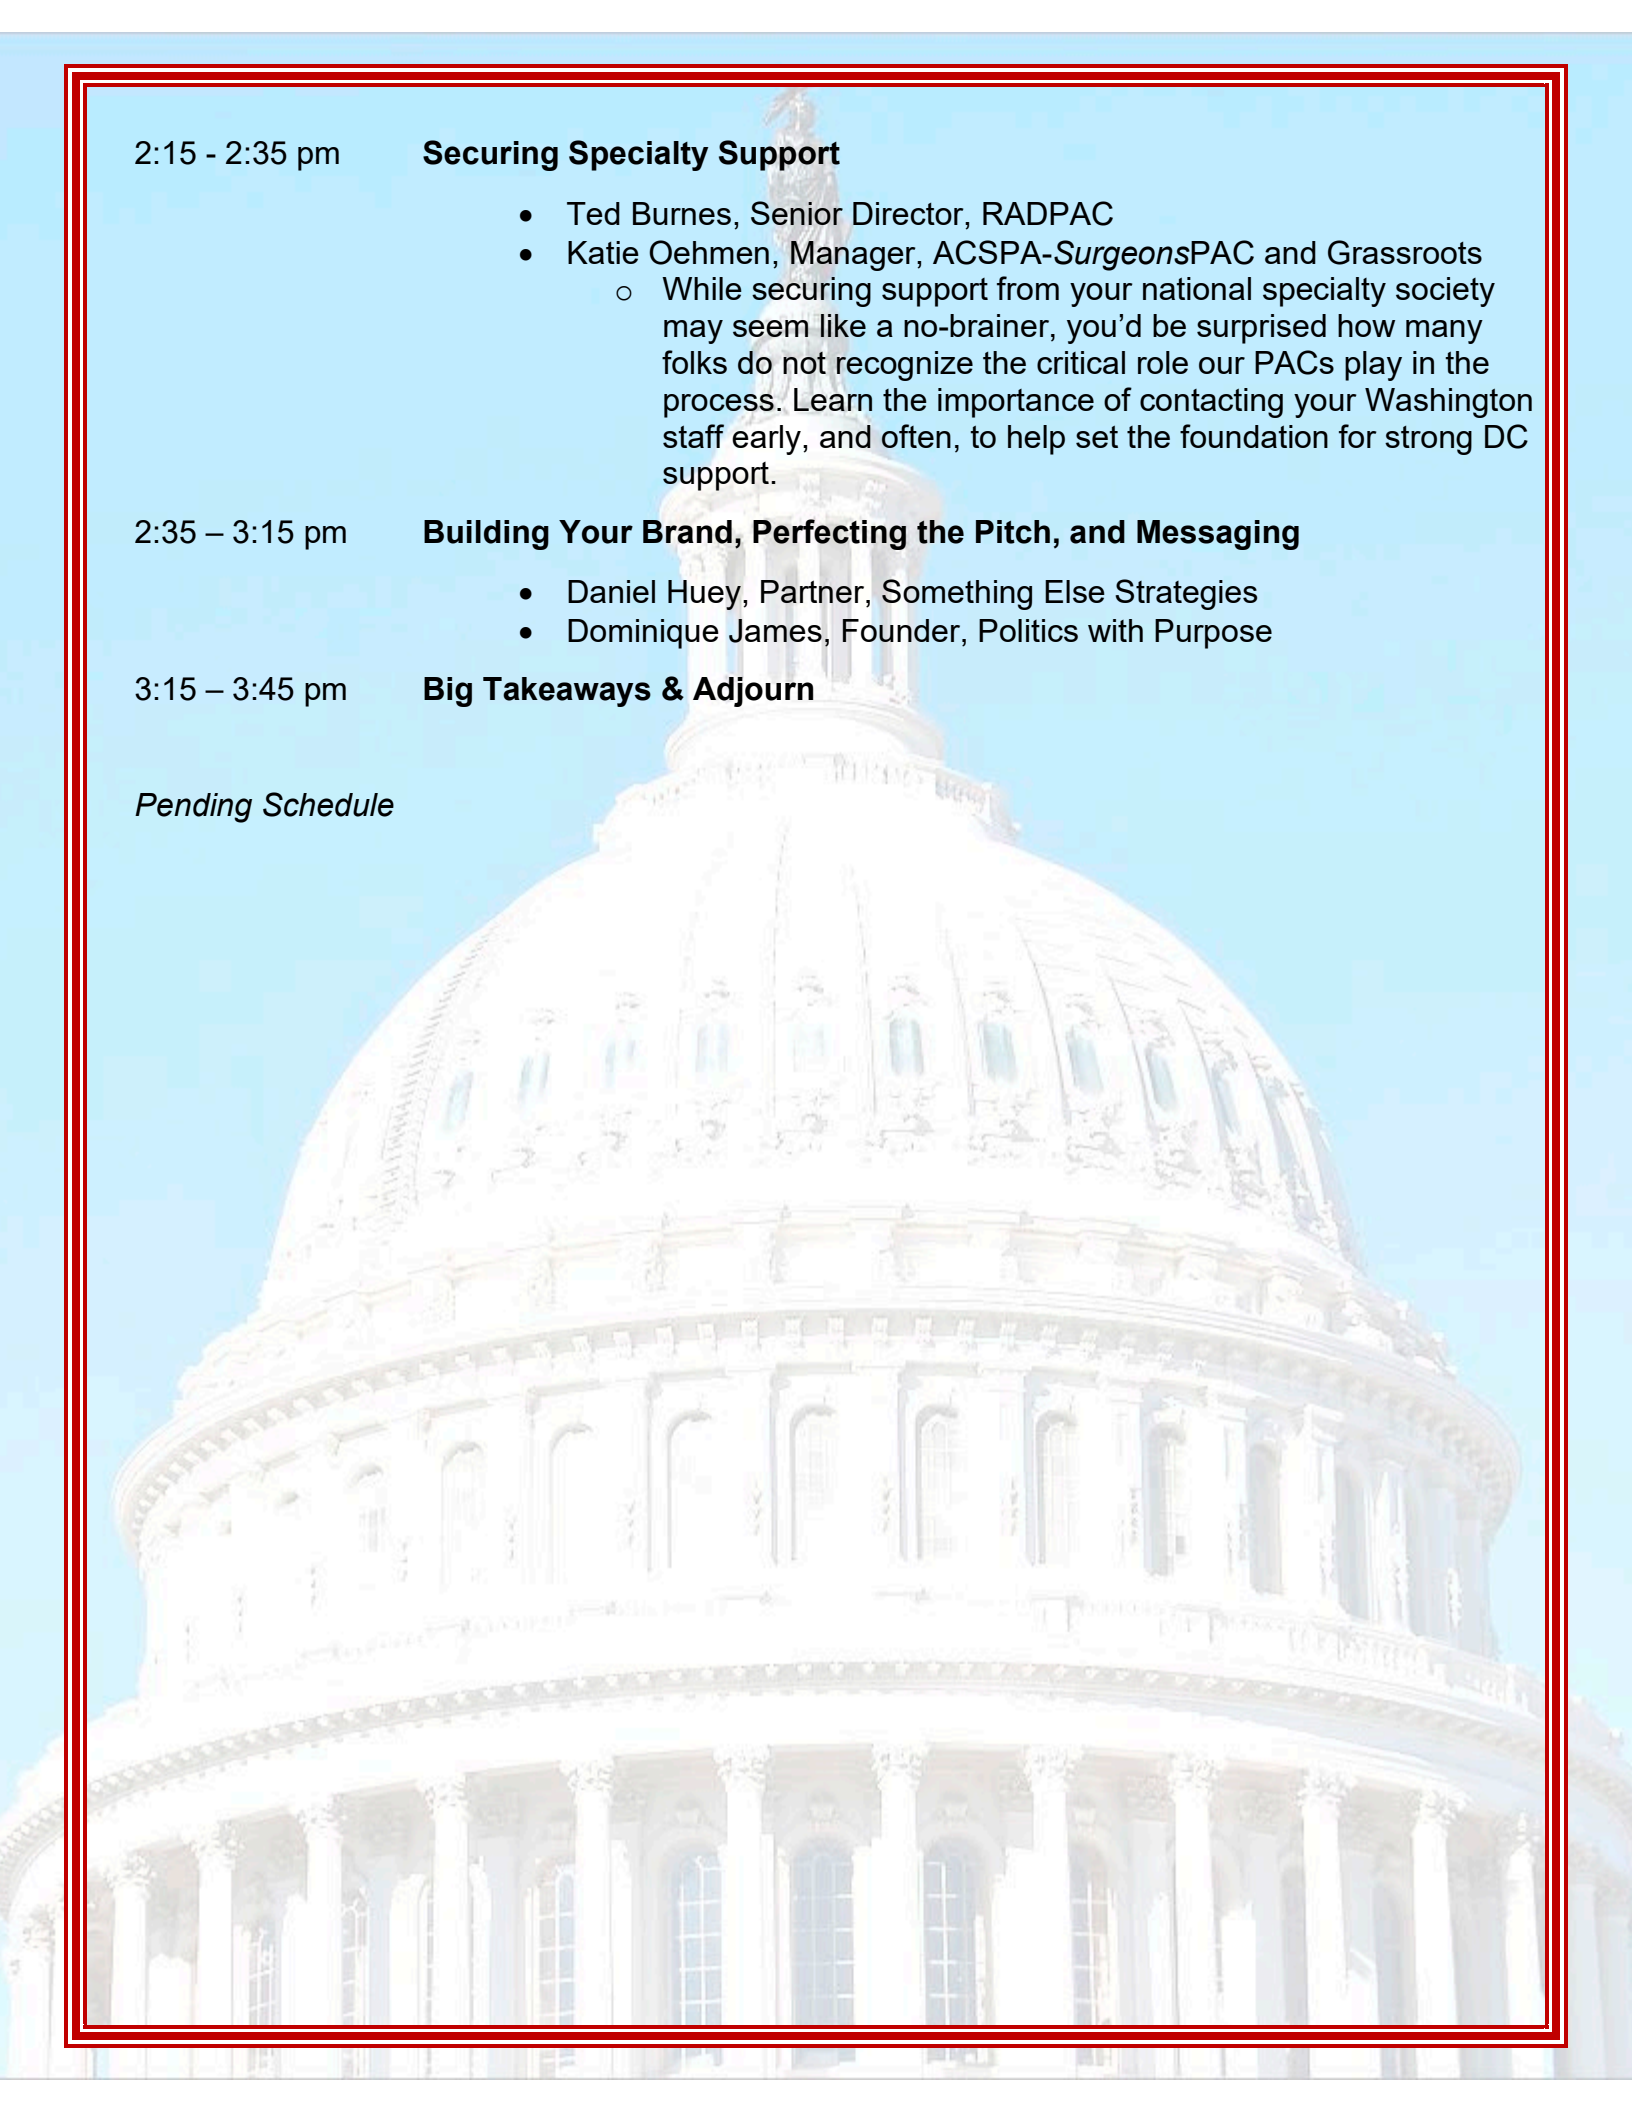 2:15 - 2:35 pm Securing Specialty Support
• Ted Burnes, Senior Director, RADPAC
• Katie Oehmen, Manager, ACSPA-SurgeonsPAC and Grassroots
o While securing support from your national specialty society
may seem like a no-brainer, you’d be surprised how many
folks do not recognize the critical role our PACs play in the
process. Learn the importance of contacting your Washington
staff early, and often, to help set the foundation for strong DC
support.
2:35 – 3:15 pm Building Your Brand, Perfecting the Pitch, and Messaging
• Daniel Huey, Partner, Something Else Strategies
• Dominique James, Founder, Politics with Purpose
3:15 – 3:45 pm Big Takeaways & Adjourn
Pending Schedule